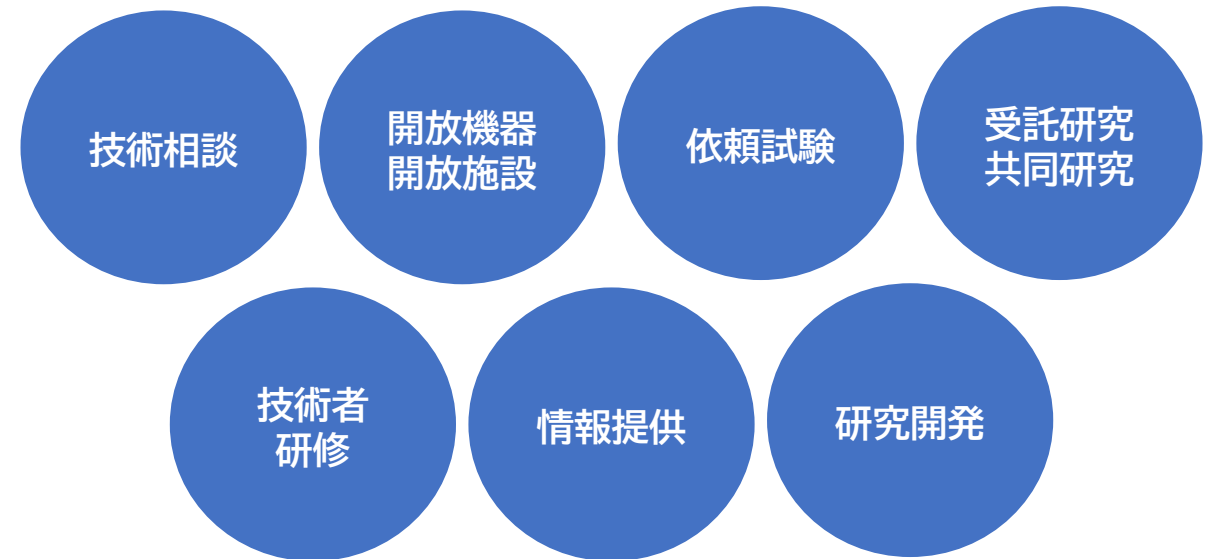 技術相談
開放機器
開放施設
依頼試験
受託研究
共同研究
技術者
研修
情報提供
研究開発